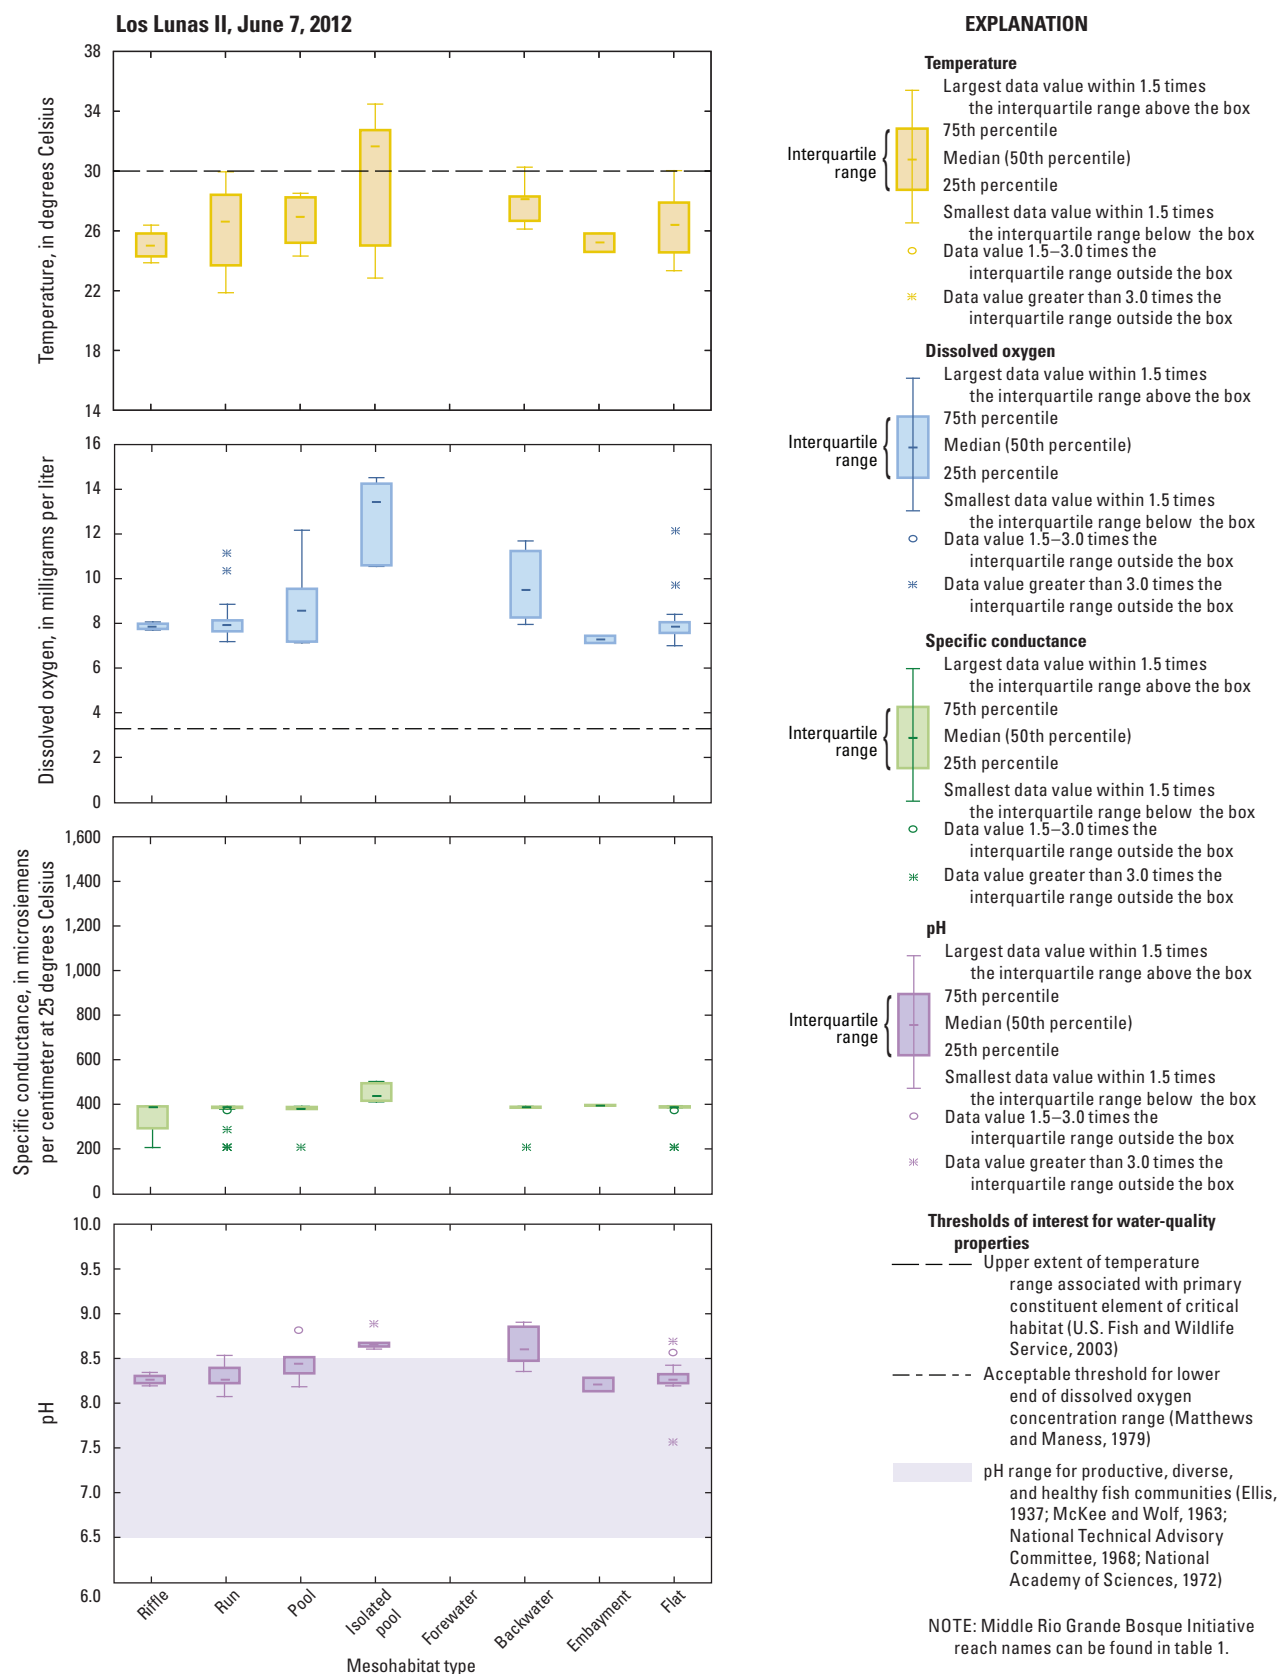 Los Lunas II, June 7, 2012
Temperature, in degrees Celsius
38
34
30
26
22
18
14
Dissolved oxygen, in milligrams per liter
16
14
12
10
8
6
4
2
0
Specific conductance, in microsiemens
per centimeter at 25 degrees Celsius
1,600
1,400
1,200
1,000
800
600
400
200
0
pH
10.0
9.5
9.0
8.5
8.0
7.5
7.0
6.5
6.0
Riffle
Run
Pool
Isolated
pool
Forewater
Backwater
Embayment
Flat
Mesohabitat type
EXPLANATION
Temperature
Largest data value within 1.5 times
the interquartile range above the box
75th percentile
Interquartile
range
Median (50th percentile)
25th percentile
Smallest data value within 1.5 times
the interquartile range below the box
Data value 1.5–3.0 times the
interquartile range outside the box
Data value greater than 3.0 times the
interquartile range outside the box
Dissolved oxygen
Largest data value within 1.5 times
the interquartile range above the box
75th percentile
Interquartile
range
Median (50th percentile)
25th percentile
Smallest data value within 1.5 times
the interquartile range below the box
Data value 1.5–3.0 times the
interquartile range outside the box
Data value greater than 3.0 times the
interquartile range outside the box
Specific conductance
Largest data value within 1.5 times
the interquartile range above the box
75th percentile
Interquartile
range
Median (50th percentile)
25th percentile
Smallest data value within 1.5 times
the interquartile range below the box
Data value 1.5–3.0 times the
interquartile range outside the box
Data value greater than 3.0 times the
interquartile range outside the box
pH
Largest data value within 1.5 times
the interquartile range above the box
75th percentile
Interquartile
range
Median (50th percentile)
25th percentile
Smallest data value within 1.5 times
the interquartile range below the box
Data value 1.5–3.0 times the
interquartile range outside the box
Data value greater than 3.0 times the
interquartile range outside the box
Thresholds of interest for water-quality
properties
Upper extent of temperature
range associated with primary
constituent element of critical
habitat (U.S. Fish and Wildlife
Service, 2003)
Acceptable threshold for lower
end of dissolved oxygen
concentration range (Matthews
and Maness, 1979)
pH range for productive, diverse,
and healthy fish communities (Ellis,
1937; McKee and Wolf, 1963;
National Technical Advisory
Committee, 1968; National
Academy of Sciences, 1972)
NOTE: Middle Rio Grande Bosque Initiative
reach names can be found in table 1.